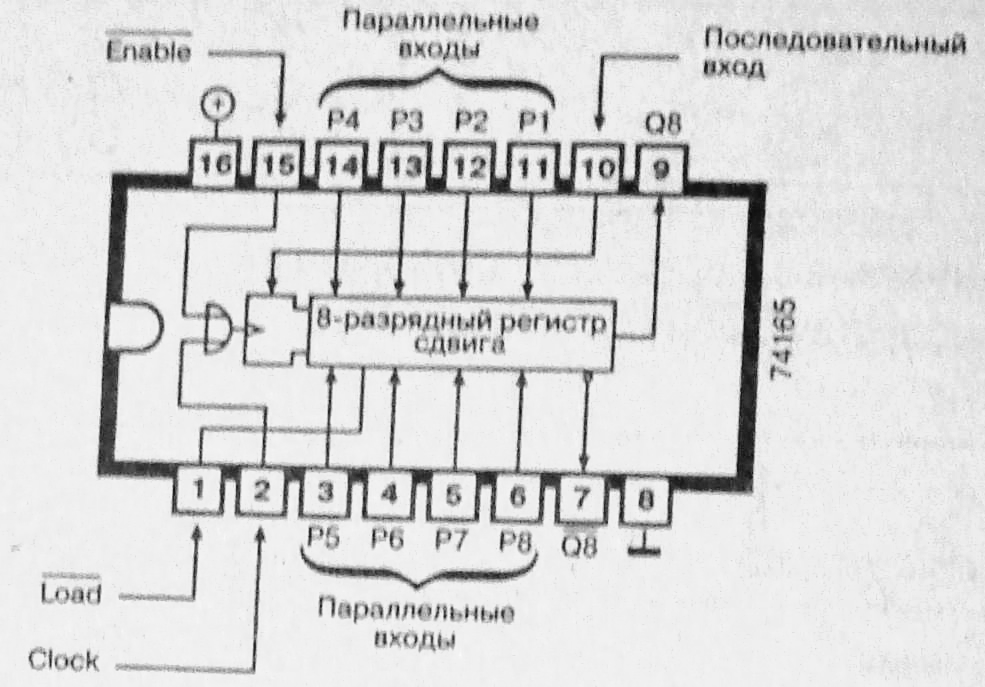 Enable
Параллельные
входы
Последовательный
вход
+
P4 P3 P2 P1 Q8
16 15 14 13 12 11 10 9
8-разрядный регистр
сдвига
74165
1 2 3 4 5 6 7 8
P5 P6 P7 P8 Q8
Load
Параллельные
входы
Clock